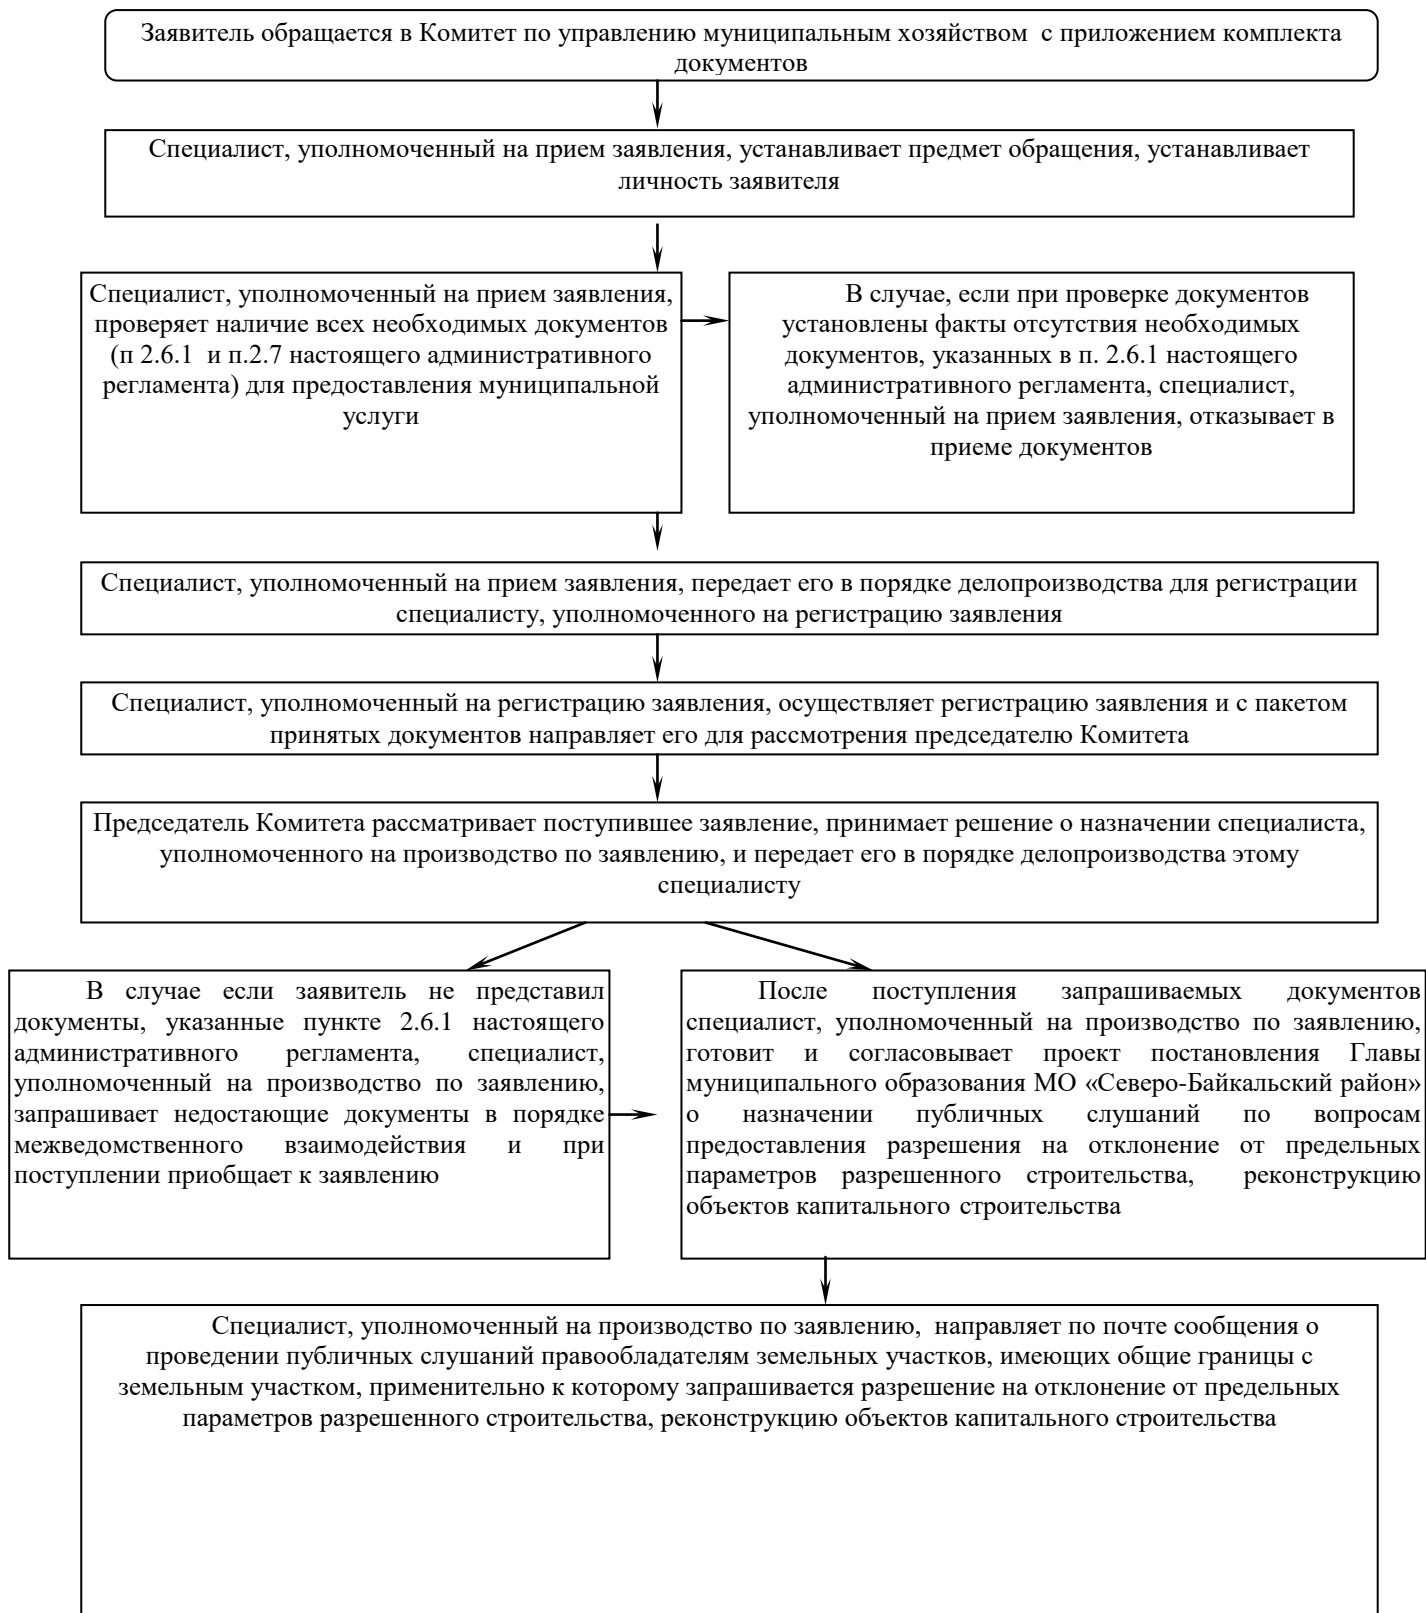 Заявитель обращается в Комитет по управлению муниципальным хозяйством с приложением комплекта
документов
Специалист, уполномоченный на прием заявления, устанавливает предмет обращения, устанавливает
личность заявителя
Специалист, уполномоченный на прием заявления,
проверяет наличие всех необходимых документов
(п 2.6.1 и п.2.7 настоящего административного
регламента) для предоставления муниципальной
услуги
В случае, если при проверке документов
установлены факты отсутствия необходимых
документов, указанных в п. 2.6.1 настоящего
административного регламента, специалист,
уполномоченный на прием заявления, отказывает в
приеме документов
Специалист, уполномоченный на прием заявления, передает его в порядке делопроизводства для регистрации
специалисту, уполномоченного на регистрацию заявления
Специалист, уполномоченный на регистрацию заявления, осуществляет регистрацию заявления и с пакетом
принятых документов направляет его для рассмотрения председателю Комитета
Председатель Комитета рассматривает поступившее заявление, принимает решение о назначении специалиста,
уполномоченного на производство по заявлению, и передает его в порядке делопроизводства этому
специалисту
В случае если заявитель не представил
документы, указанные пункте 2.6.1 настоящего
административного регламента, специалист,
уполномоченный на производство по заявлению,
запрашивает недостающие документы в порядке
межведомственного взаимодействия и при
поступлении приобщает к заявлению
После поступления запрашиваемых документов
специалист, уполномоченный на производство по заявлению,
готовит и согласовывает проект постановления Главы
муниципального образования МО «Северо-Байкальский район»
о назначении публичных слушаний по вопросам
предоставления разрешения на отклонение от предельных
параметров разрешенного строительства, реконструкцию
объектов капитального строительства
Специалист, уполномоченный на производство по заявлению, направляет по почте сообщения о
проведении публичных слушаний правообладателям земельных участков, имеющих общие границы с
земельным участком, применительно к которому запрашивается разрешение на отклонение от предельных
параметров разрешенного строительства, реконструкцию объектов капитального строительства